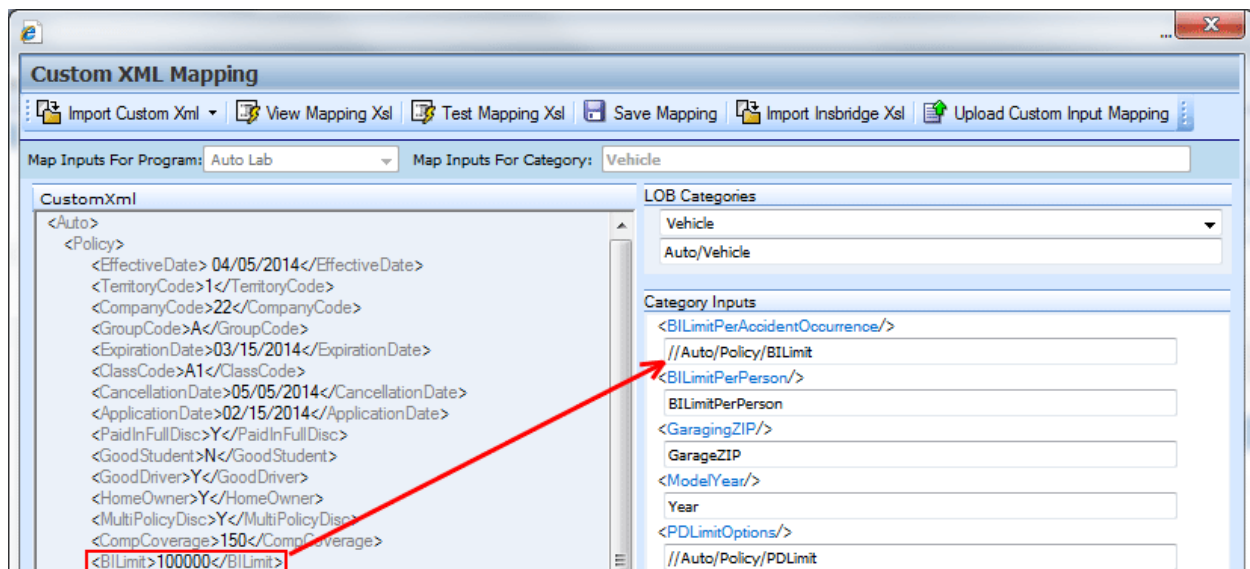 ...
Custom XML Mapping
Import Custom Xml View Mapping Xsl Test Mapping Xsl Save Mapping Import Insbridge Xsl Upload Custom Input Mapping
Map Inputs For Program: Auto Lab Map Inputs For Category: Vehicle
CustomXml
<Auto>
<Policy>
<EffectiveDate> 04/05/2014</EffectiveDate>
<TerritoryCode>1</TerritoryCode>
<CompanyCode>22</CompanyCode>
<GroupCode>A</GroupCode>
<ExpirationDate>03/15/2014</ExpirationDate>
<ClassCode>A1</ClassCode>
<CancellationDate>05/05/2014</CancellationDate>
<ApplicationDate>02/15/2014</ApplicationDate>
<PaidInFullDisc>Y</PaidInFullDisc>
<GoodStudent>N</GoodStudent>
<GoodDriver>Y</GoodDriver>
<HomeOwner>Y</HomeOwner>
<MultiPolicyDisc>Y</MultiPolicyDisc>
<CompCoverage>150</CompCoverage>
<BILimit>100000</BILimit>
LOB Categories
Vehicle
Auto/Vehicle
Category Inputs
<BILimitPerAccidentOccurrence/>
//Auto/Policy/BILimit
<BILimitPerPerson/>
BILimitPerPerson
<GaragingZIP/>
GarageZIP
<ModelYear/>
Year
<PDLimitOptions/>
//Auto/Policy/PDLimit